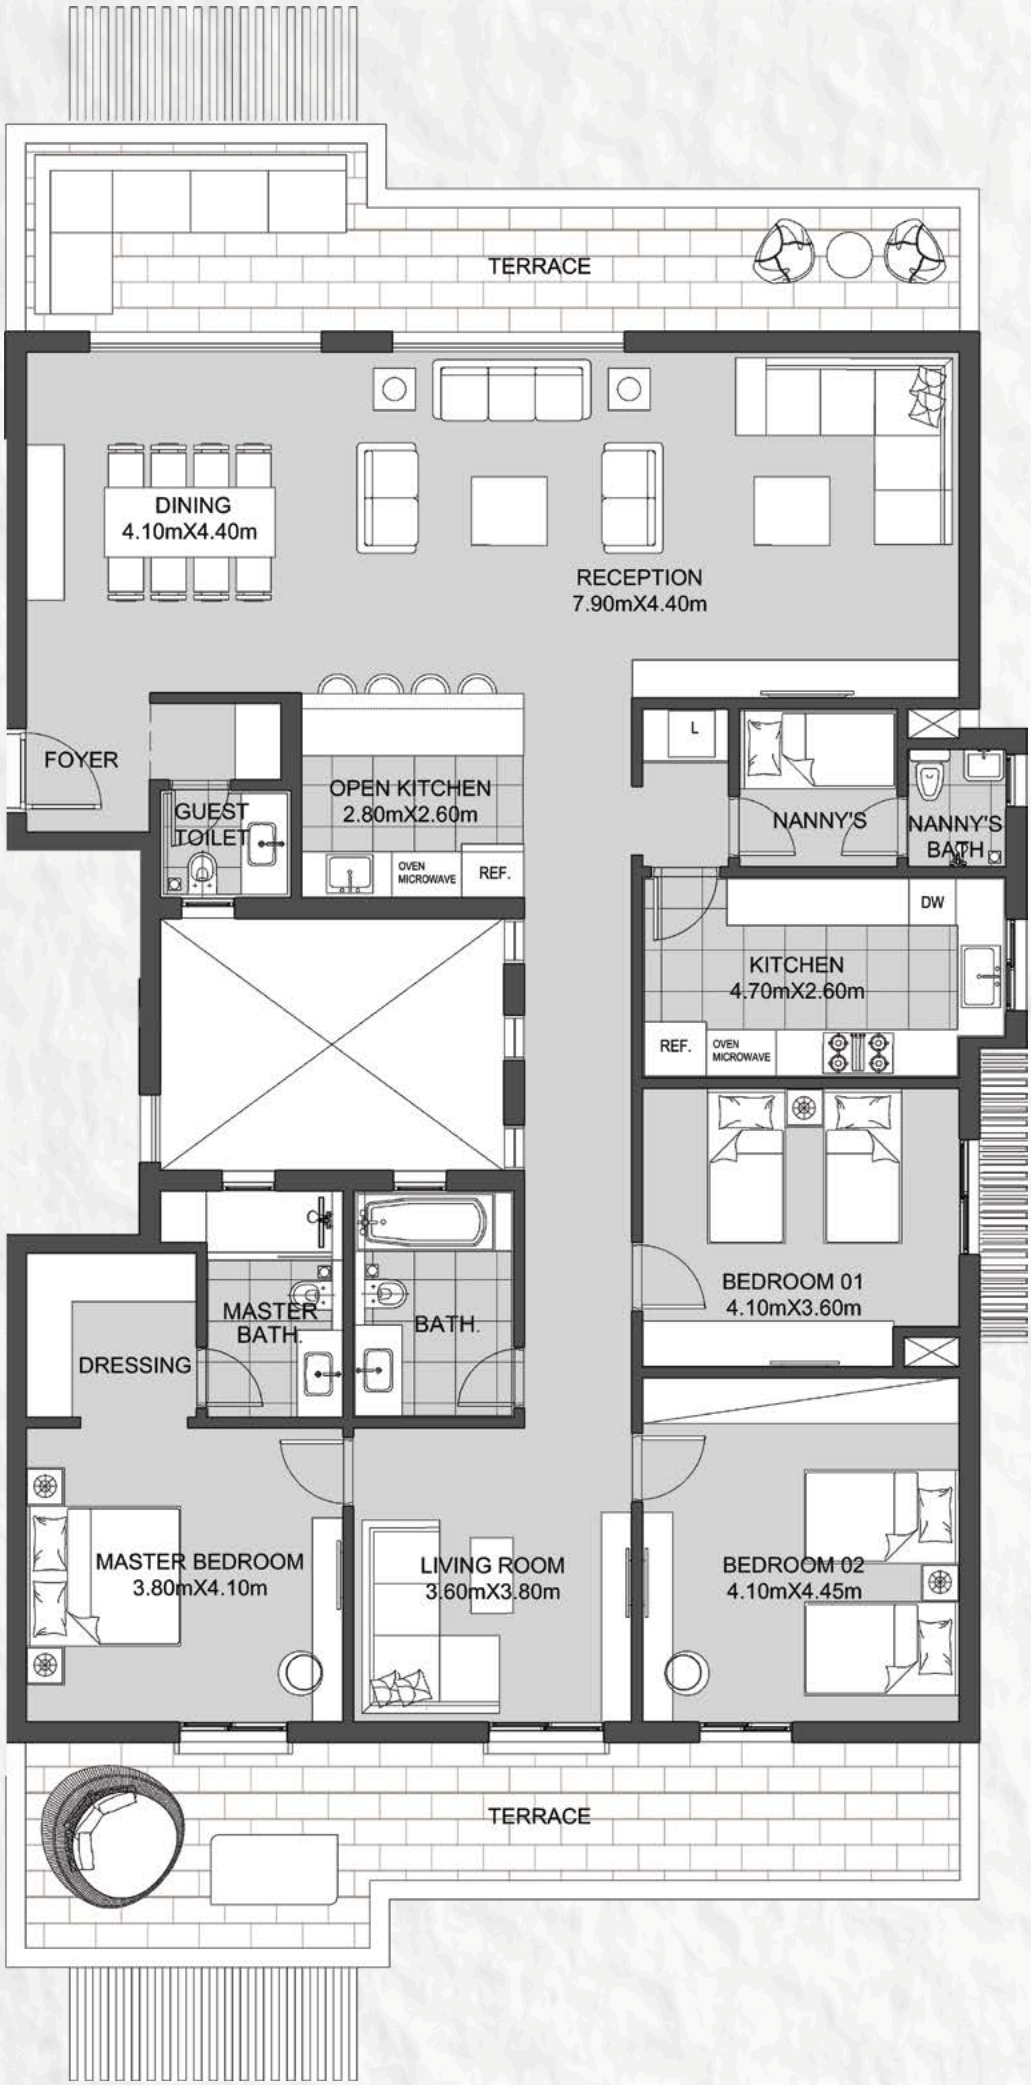 TERRACE
DINING
4.10mX4.40m
RECEPTION
7.90mX4.40m
FOYER
L
OPEN KITCHEN
2.80mX2.60m
GUEST
TOILET
NANNY'S
NANNY'S
BATH
OVEN
MICROWAVE
REF.
DW
KITCHEN
4.70mX2.60m
REF.
OVEN
MICROWAVE
BEDROOM 01
4.10mX3.60m
MASTER
BATH.
BATH.
DRESSING
MASTER BEDROOM
3.80mX4.10m
LIVING ROOM
3.60mX3.80m
BEDROOM 02
4.10mX4.45m
TERRACE